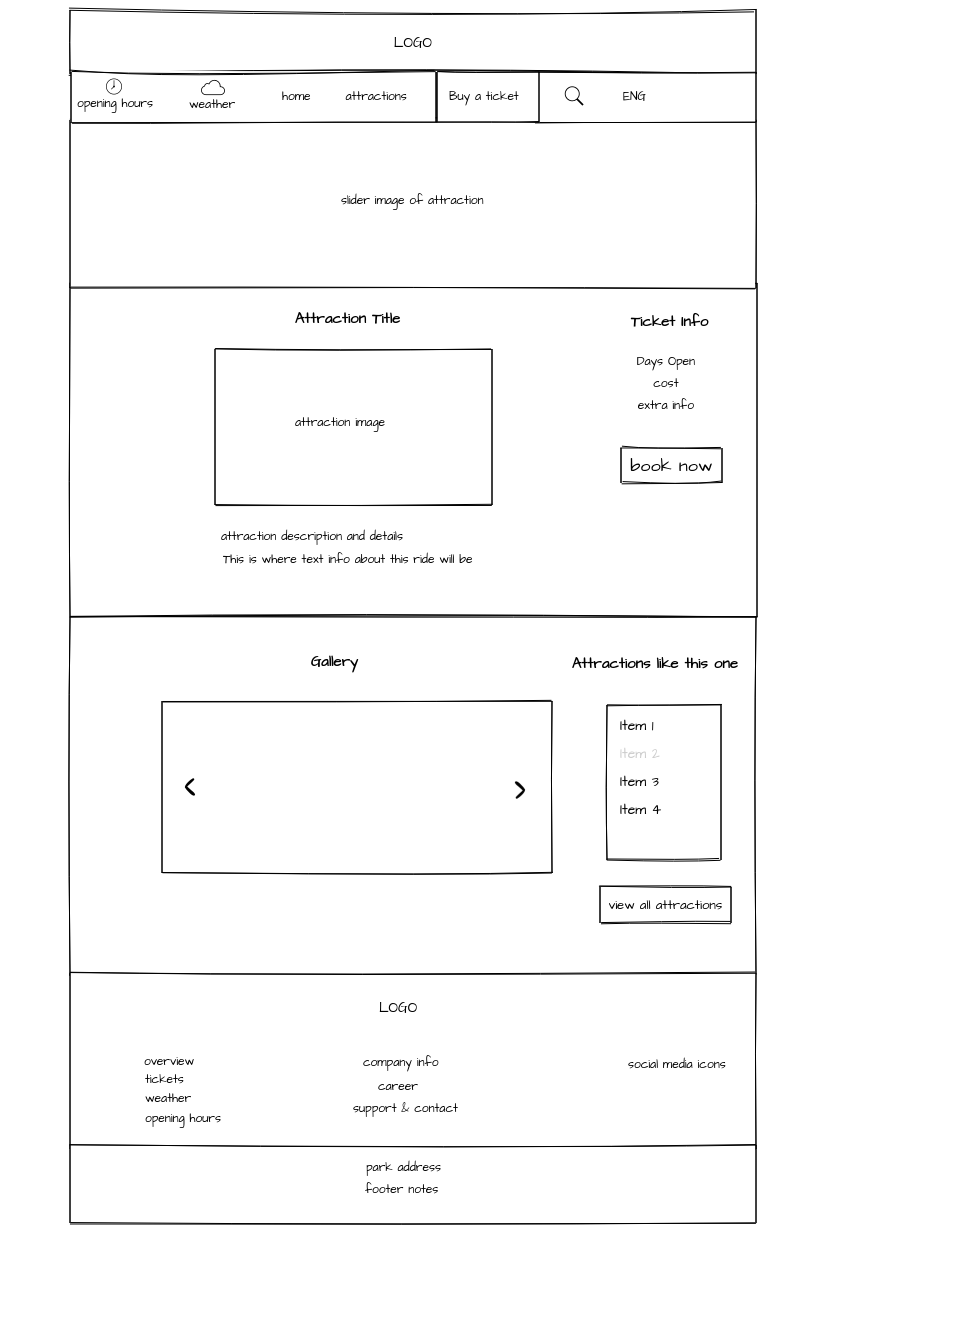 LOGO
opening hours
weather
home
attractions
Buy a ticket
ENG
slider image of attraction
Attraction Title
attraction image
attraction description and details
This is where text info about this ride will be
Ticket Info
Days Open
cost
extra info
book now
Gallery
Attractions like this one
Item 1
Item 2
Item 3
Item 4
view all attractions
LOGO
overview
tickets
weather
opening hours
company info
career
support & contact
social media icons
park address
footer notes